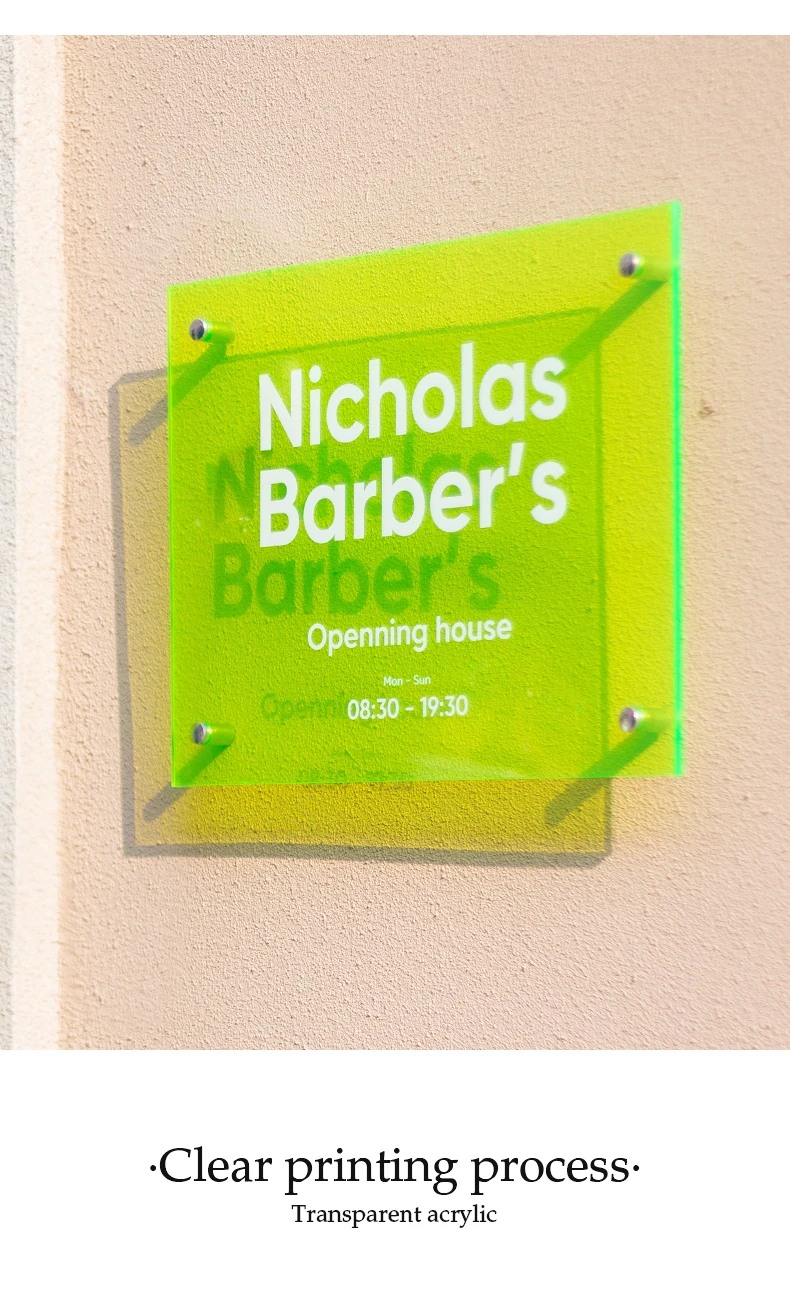 Nicholas
Barber's
Openning house
Mon - Sun
08:30 - 19:30
·Clear printing process·
Transparent acrylic